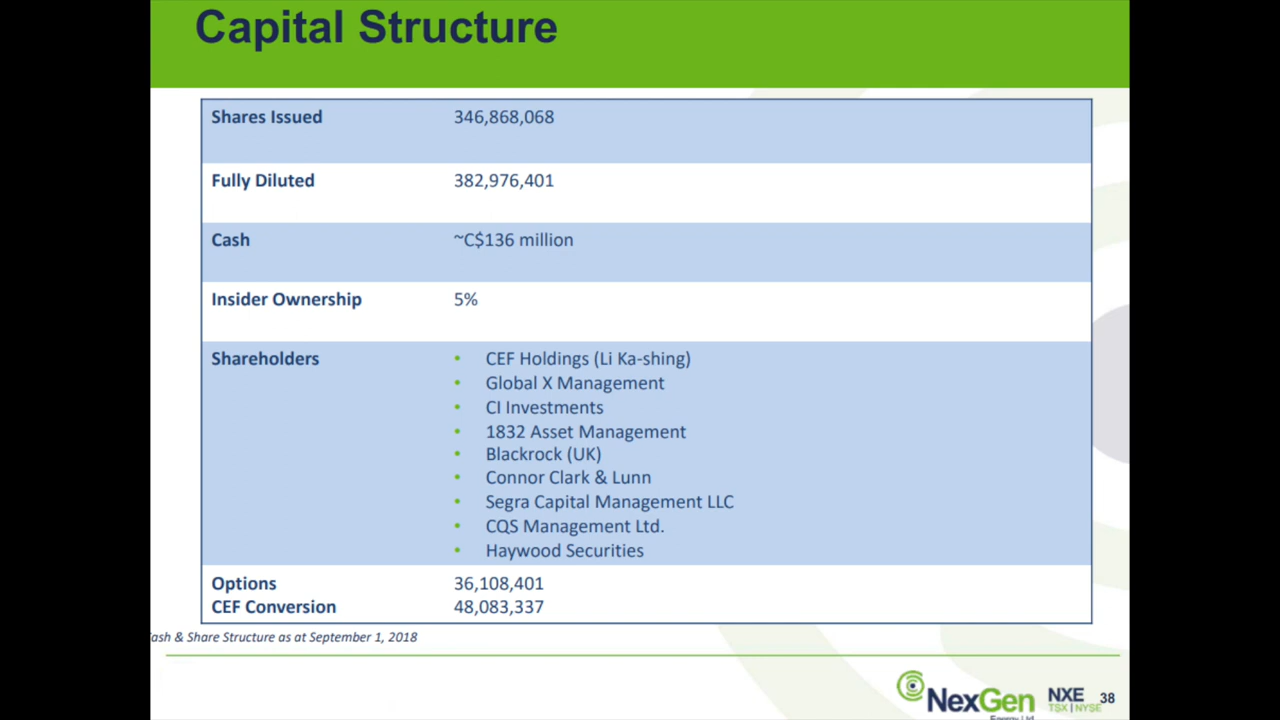 Capital Structure
Shares Issued 346,868,068
Fully Diluted 382,976,401
Cash ~C$136 million
Insider Ownership 5%
Shareholders • CEF Holdings (Li Ka-shing)
• Global X Management
• CI Investments
• 1832 Asset Management
• Blackrock (UK)
• Connor Clark & Lunn
• Segra Capital Management LLC
• CQS Management Ltd.
• Haywood Securities
Options 36,108,401
CEF Conversion 48,083,337
ash & Share Structure as at September 1, 2018
NexGen
Energy Ltd
NXE
TSX | NYSE
38